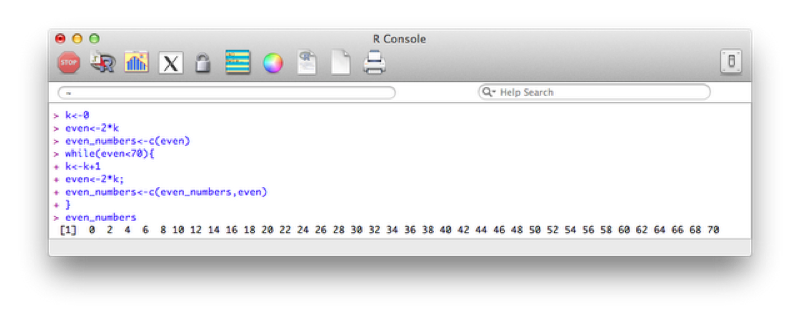 R Console
STOP
R
X
~
Help Search
> k<-0
> even<-2*k
> even_numbers<-c(even)
> while(even<70){
+ k<-k+1
+ even<-2*k;
+ even_numbers<-c(even_numbers,even)
+ }
> even_numbers
[1]  0  2  4  6  8 10 12 14 16 18 20 22 24 26 28 30 32 34 36 38 40 42 44 46 48 50 52 54 56 58 60 62 64 66 68 70